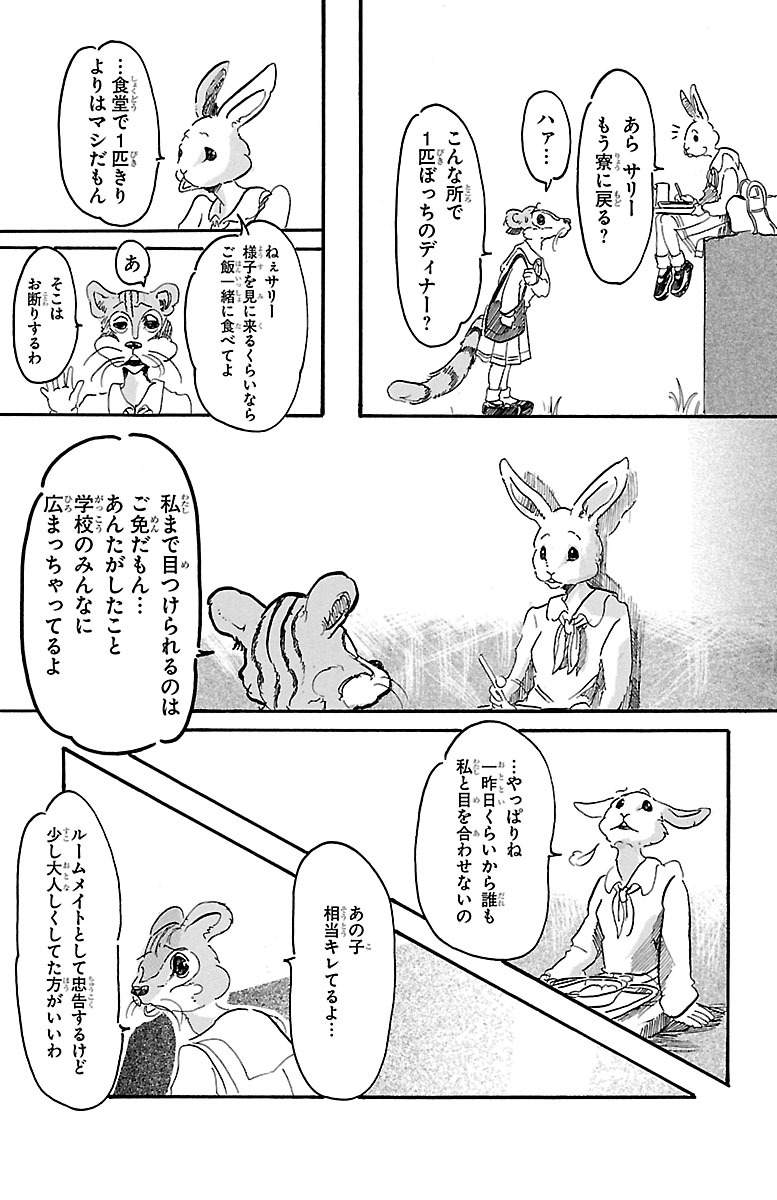 あら サリー
もう寮に戻る?
ハァ…
こんな所で
1匹ぼっちのディナー?
…食堂で1匹きり
よりはマシだもん
ねぇサリー
様子を見に来るくらいなら
ご飯一緒に食べてよ
あ
そこは
お断りするわ
私まで目つけられるのは
ご免だもん…
あんたがしたこと
学校のみんなに
広まっちゃってるよ
…やっぱりね
一昨日くらいから誰も
私と目を合わせないの
あの子
相当キレてるよ…
ルームメイトとして忠告するけど
少し大人しくしてた方がいいわ